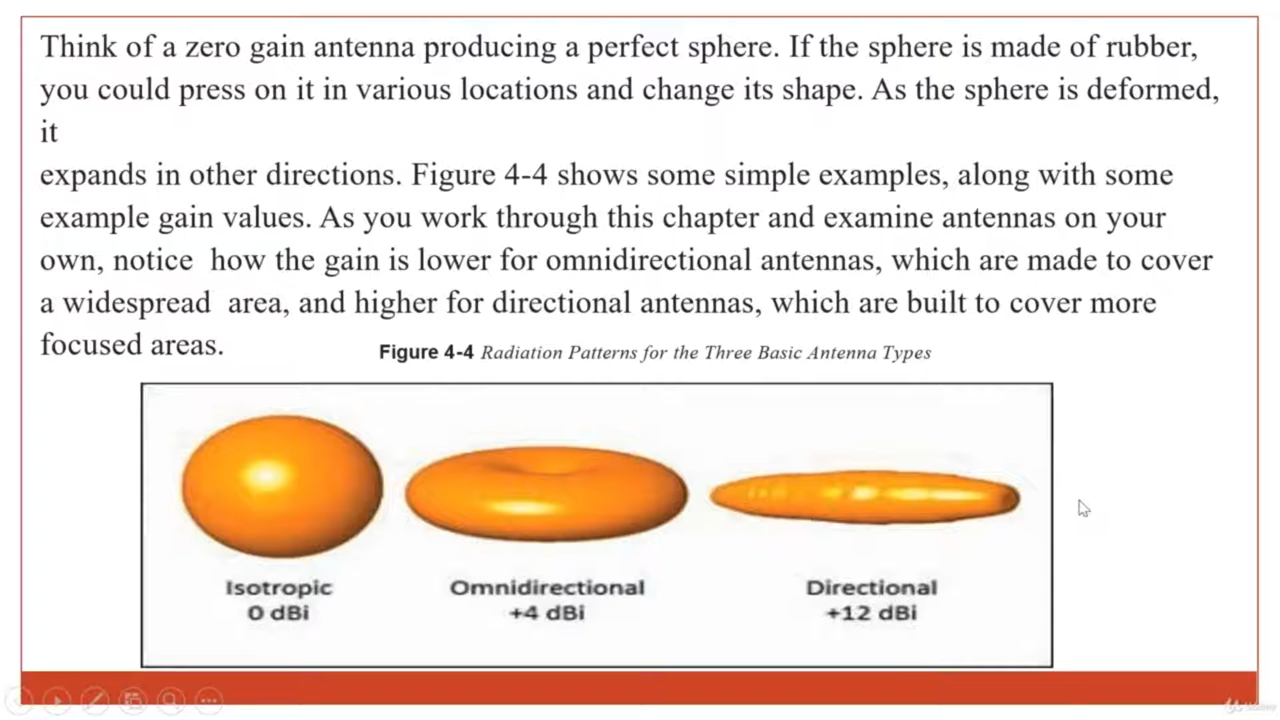 Think of a zero gain antenna producing a perfect sphere. If the sphere is made of rubber,
you could press on it in various locations and change its shape. As the sphere is deformed,
it
expands in other directions. Figure 4-4 shows some simple examples, along with some
example gain values. As you work through this chapter and examine antennas on your
own, notice how the gain is lower for omnidirectional antennas, which are made to cover
a widespread area, and higher for directional antennas, which are built to cover more
focused areas.
Figure 4-4 Radiation Patterns for the Three Basic Antenna Types
Isotropic
0 dBi
Omnidirectional
+4 dBi
Directional
+12 dBi